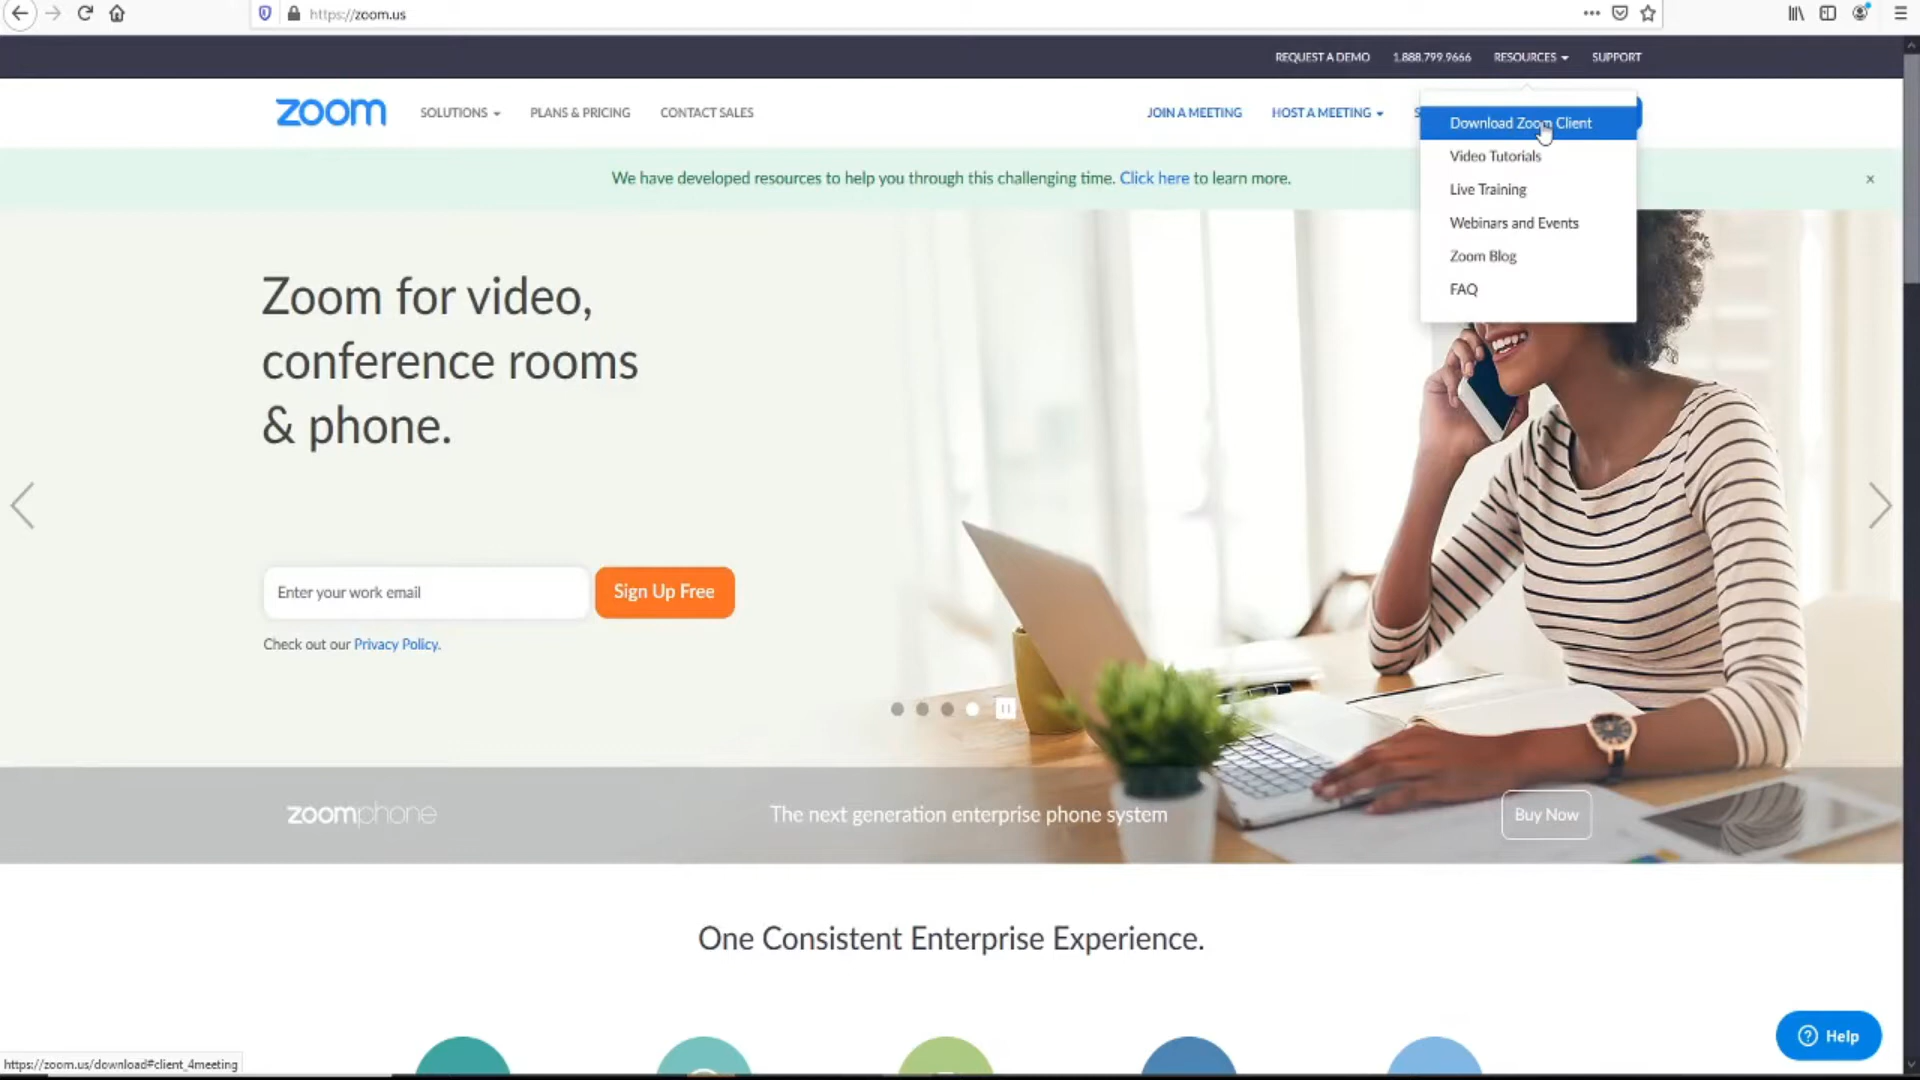 https://zoom.us
REQUEST A DEMO 1.888.799.9666 RESOURCES SUPPORT
zoom SOLUTIONS PLANS & PRICING CONTACT SALES JOIN A MEETING HOST A MEETING
Download Zoom Client
Video Tutorials
Live Training
Webinars and Events
Zoom Blog
FAQ
We have developed resources to help you through this challenging time. Click here to learn more. ×
Zoom for video,
conference rooms
& phone.
Enter your work email Sign Up Free
Check out our Privacy Policy.
zoomphone The next generation enterprise phone system Buy Now
One Consistent Enterprise Experience.
? Help
https://zoom.us/download#client_4meeting